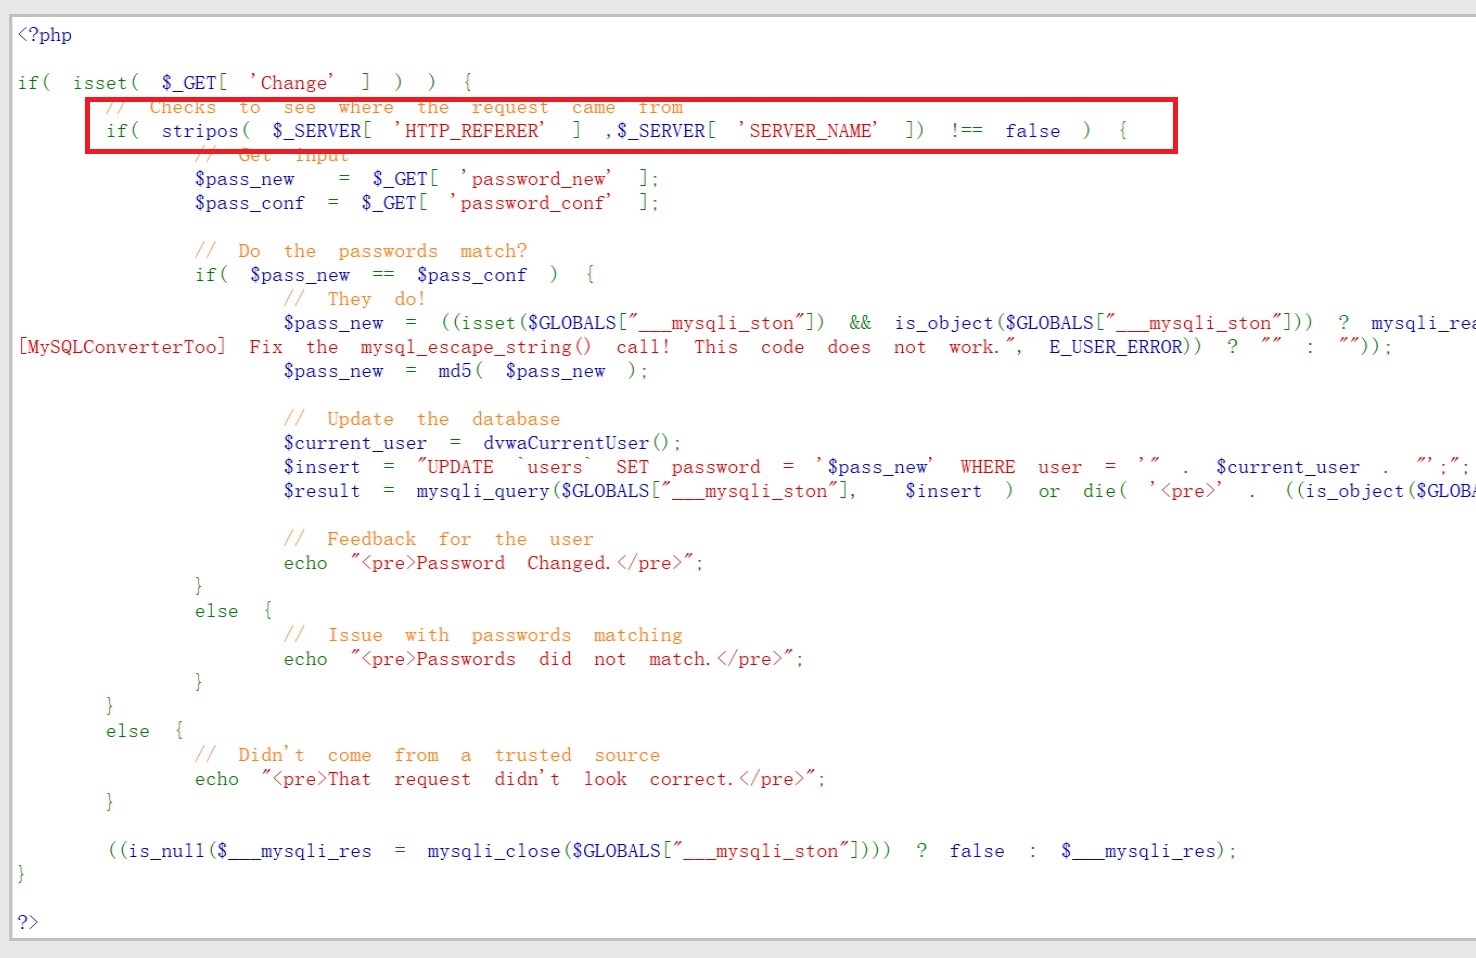 <?php
if( isset( $_GET[ 'Change' ] ) ) {
// Checks to see where the request came from
if( stripos( $_SERVER[ 'HTTP_REFERER' ] ,$_SERVER[ 'SERVER_NAME' ]) !== false ) {
// Get input
$pass_new = $_GET[ 'password_new' ];
$pass_conf = $_GET[ 'password_conf' ];
// Do the passwords match?
if( $pass_new == $pass_conf ) {
// They do!
$pass_new = ((isset($GLOBALS["___mysqli_ston"]) && is_object($GLOBALS["___mysqli_ston"])) ? mysqli_rea
[MySQLConverterToo] Fix the mysql_escape_string() call! This code does not work.", E_USER_ERROR)) ? "" : ""));
$pass_new = md5( $pass_new );
// Update the database
$current_user = dvwaCurrentUser();
$insert = "UPDATE `users` SET password = '$pass_new' WHERE user = '" . $current_user . "';";
$result = mysqli_query($GLOBALS["___mysqli_ston"], $insert ) or die( '<pre>' . ((is_object($GLOBA
// Feedback for the user
echo "<pre>Password Changed.</pre>";
}
else {
// Issue with passwords matching
echo "<pre>Passwords did not match.</pre>";
}
}
else {
// Didn't come from a trusted source
echo "<pre>That request didn't look correct.</pre>";
}
((is_null($___mysqli_res = mysqli_close($GLOBALS["___mysqli_ston"]))) ? false : $___mysqli_res);
}
?>